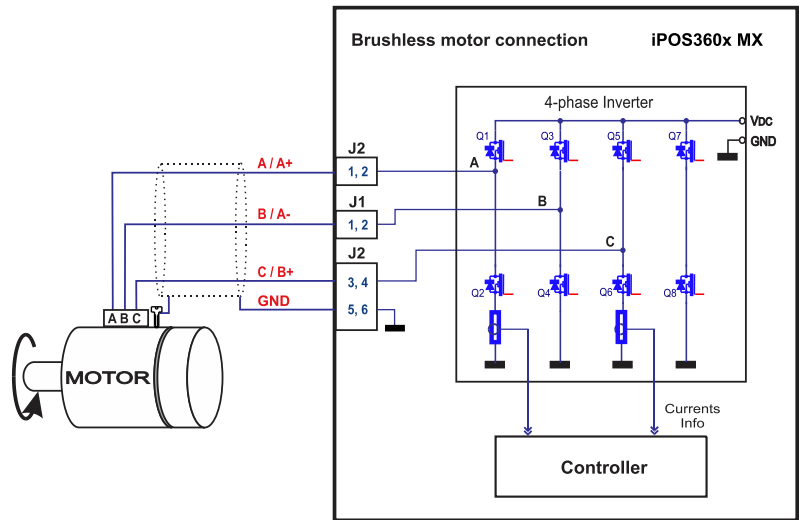 Brushless motor connection iPOS360x MX
4-phase Inverter
VDC
GND
Q1
Q3
Q5
Q7
J2
A / A+
1, 2
A
J1
B / A-
1, 2
B
J2
C
C / B+
3, 4
GND
5, 6
Q2
Q4
Q6
Q8
A B C
MOTOR
Currents
Info
Controller